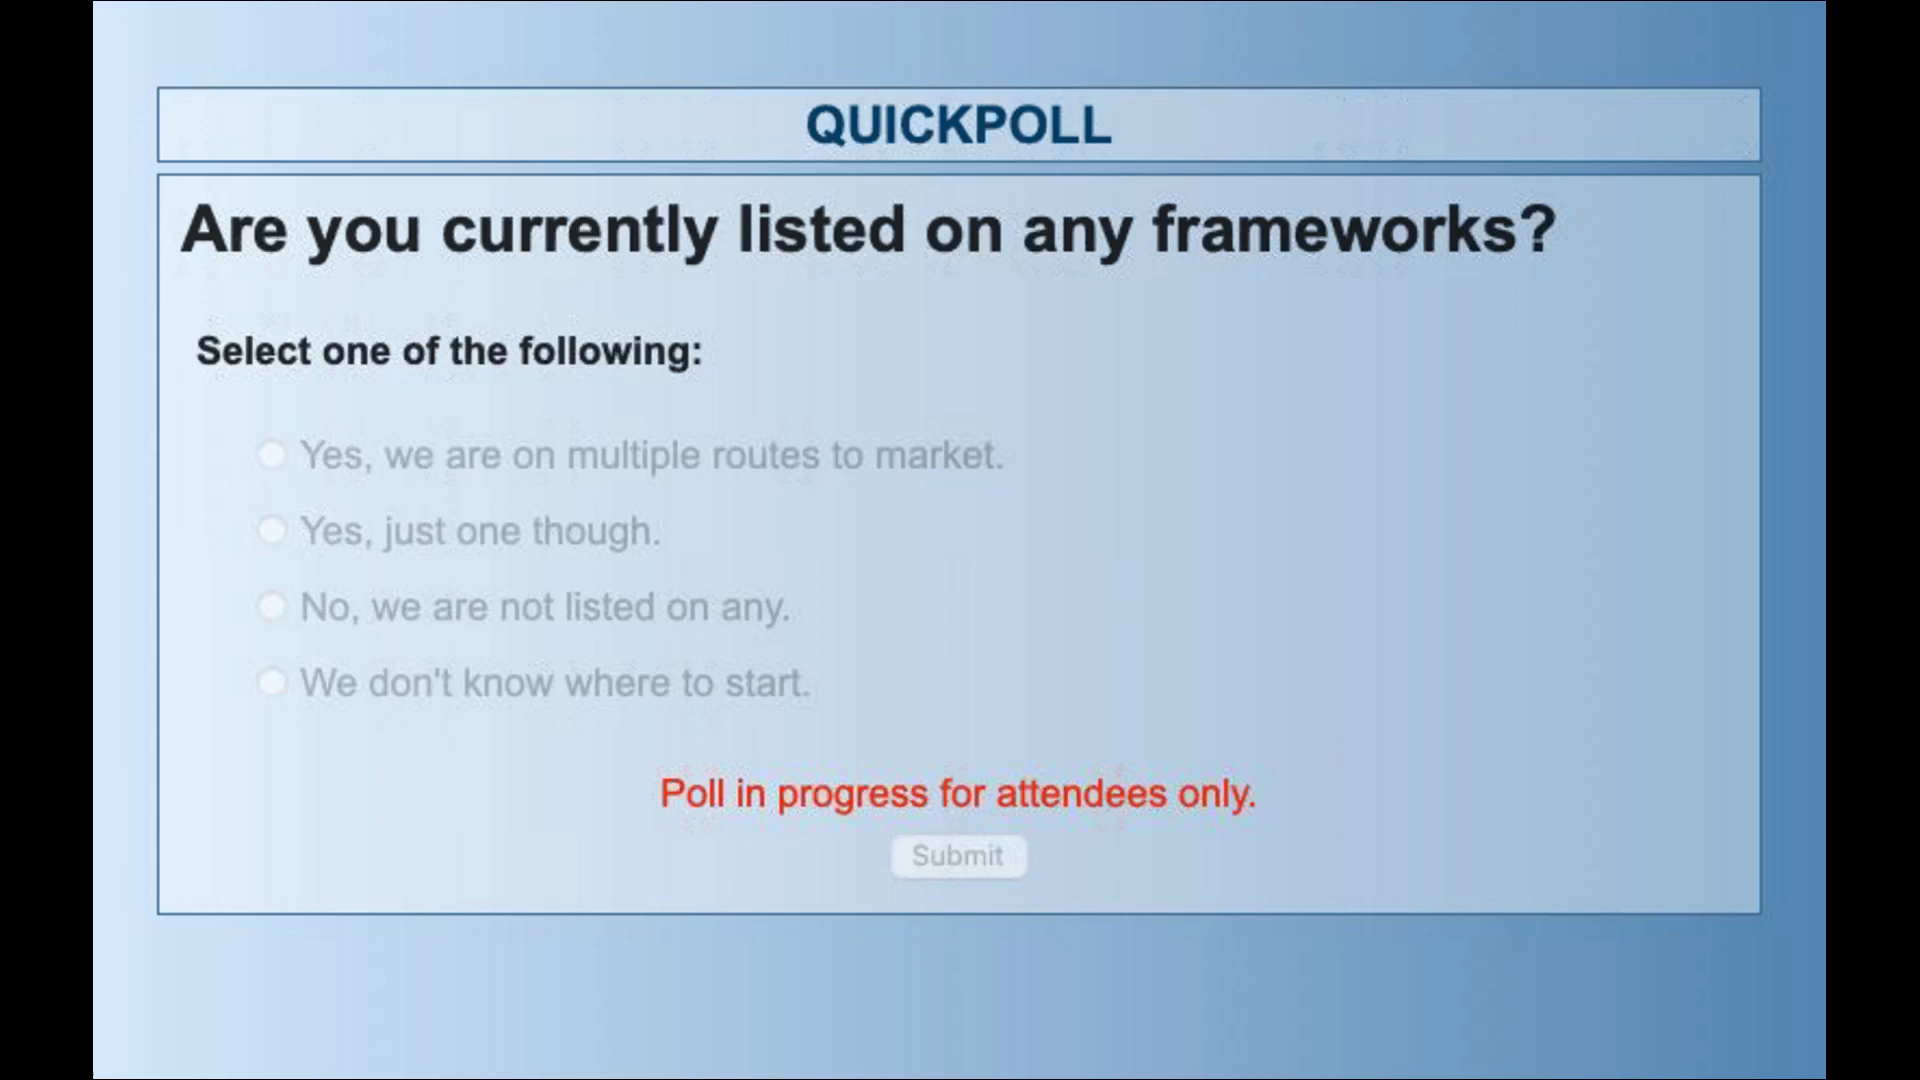 QUICKPOLL
Are you currently listed on any frameworks?
Select one of the following:
Yes, we are on multiple routes to market.
Yes, just one though.
No, we are not listed on any.
We don't know where to start.
Poll in progress for attendees only.
Submit